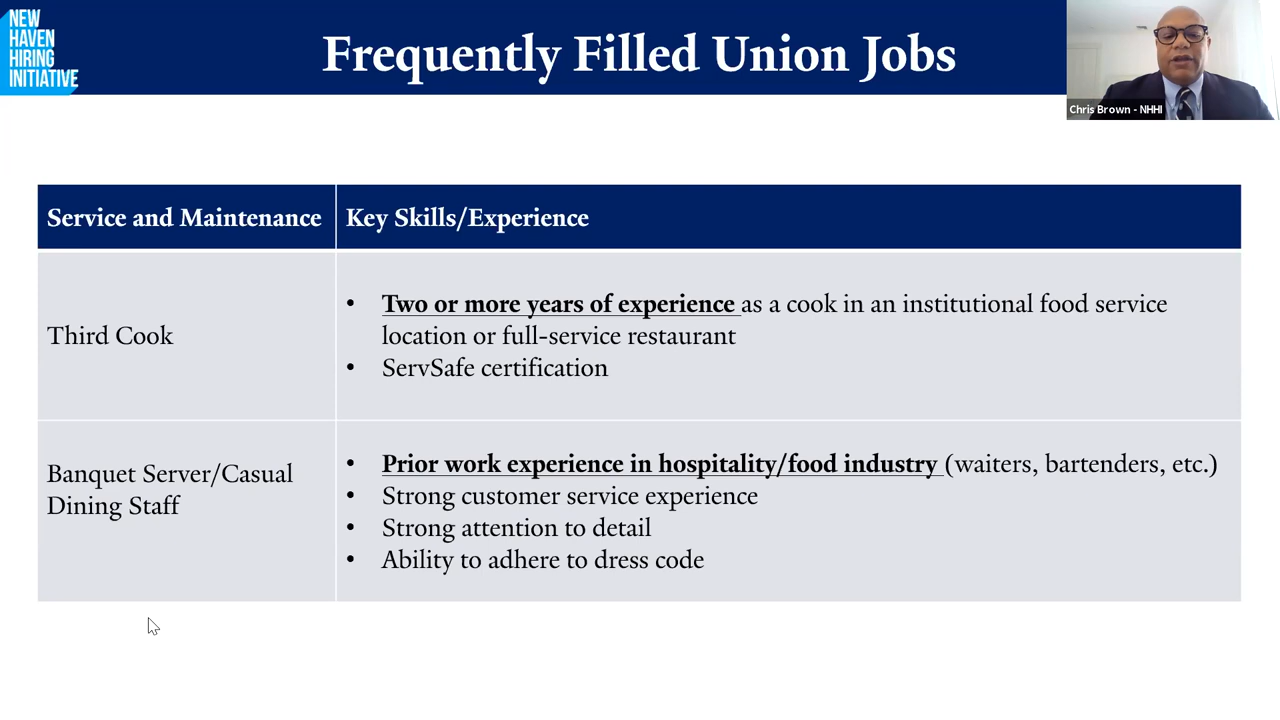 NEW
HAVEN
HIRING
INITIATIVE
Frequently Filled Union Jobs
Chris Brown - NHHI
Service and Maintenance
Key Skills/Experience
Third Cook
• Two or more years of experience as a cook in an institutional food service
location or full-service restaurant
• ServSafe certification
Banquet Server/Casual
Dining Staff
• Prior work experience in hospitality/food industry (waiters, bartenders, etc.)
• Strong customer service experience
• Strong attention to detail
• Ability to adhere to dress code